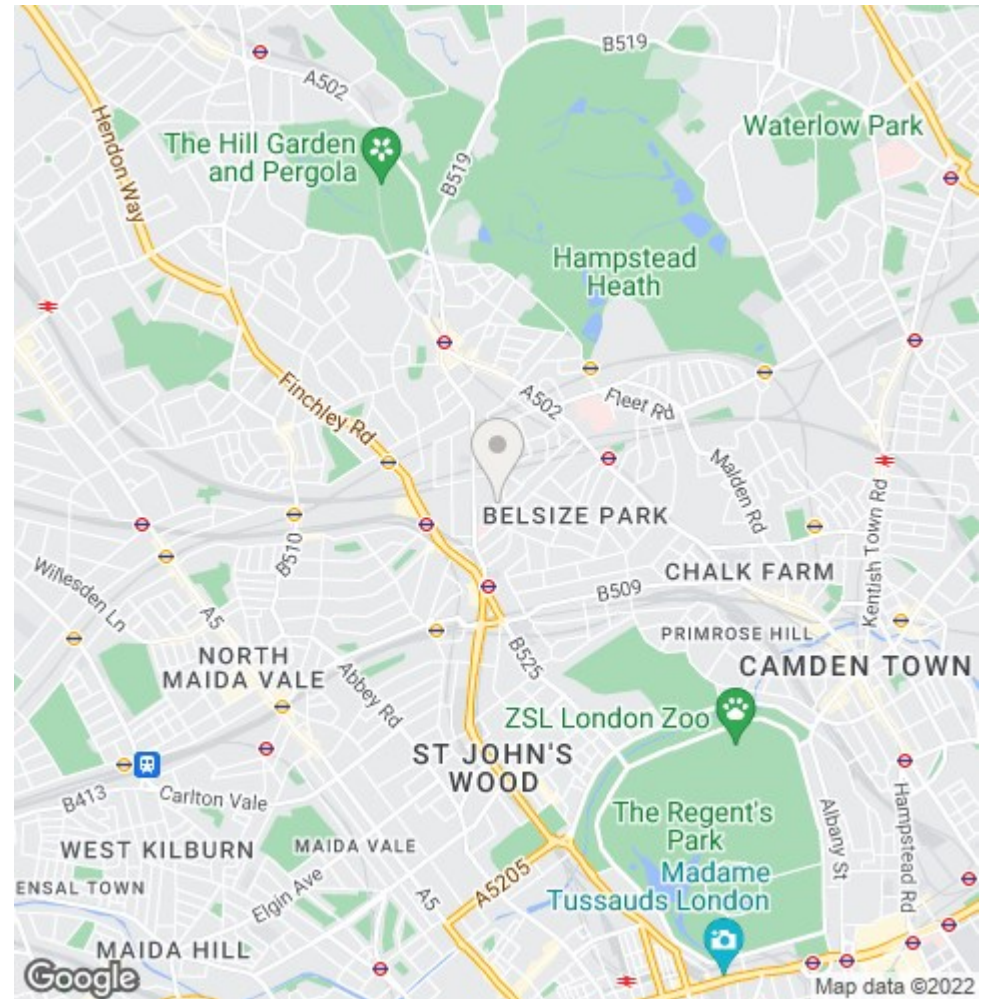 B519
A502
Hendon Way
The Hill Garden
and Pergola
B519
Waterlow Park
Hampstead
Heath
Finchley Rd
A502
Fleet Rd
Malden Rd
Kentish Town Rd
BELSIZE PARK
B510
Willesden Ln
A5
CHALK FARM
B509
PRIMROSE HILL
B525
NORTH
MAIDA VALE
Abbey Rd
CAMDEN TOWN
ZSL London Zoo
ST JOHN'S
WOOD
B413
Carlton Vale
The Regent's
Park
Albany St
Hampstead Rd
WEST KILBURN
MAIDA VALE
ENSAL TOWN
Elgin Ave
A5
A5205
Madame
Tussauds London
MAIDA HILL
Google
Map data ©2022